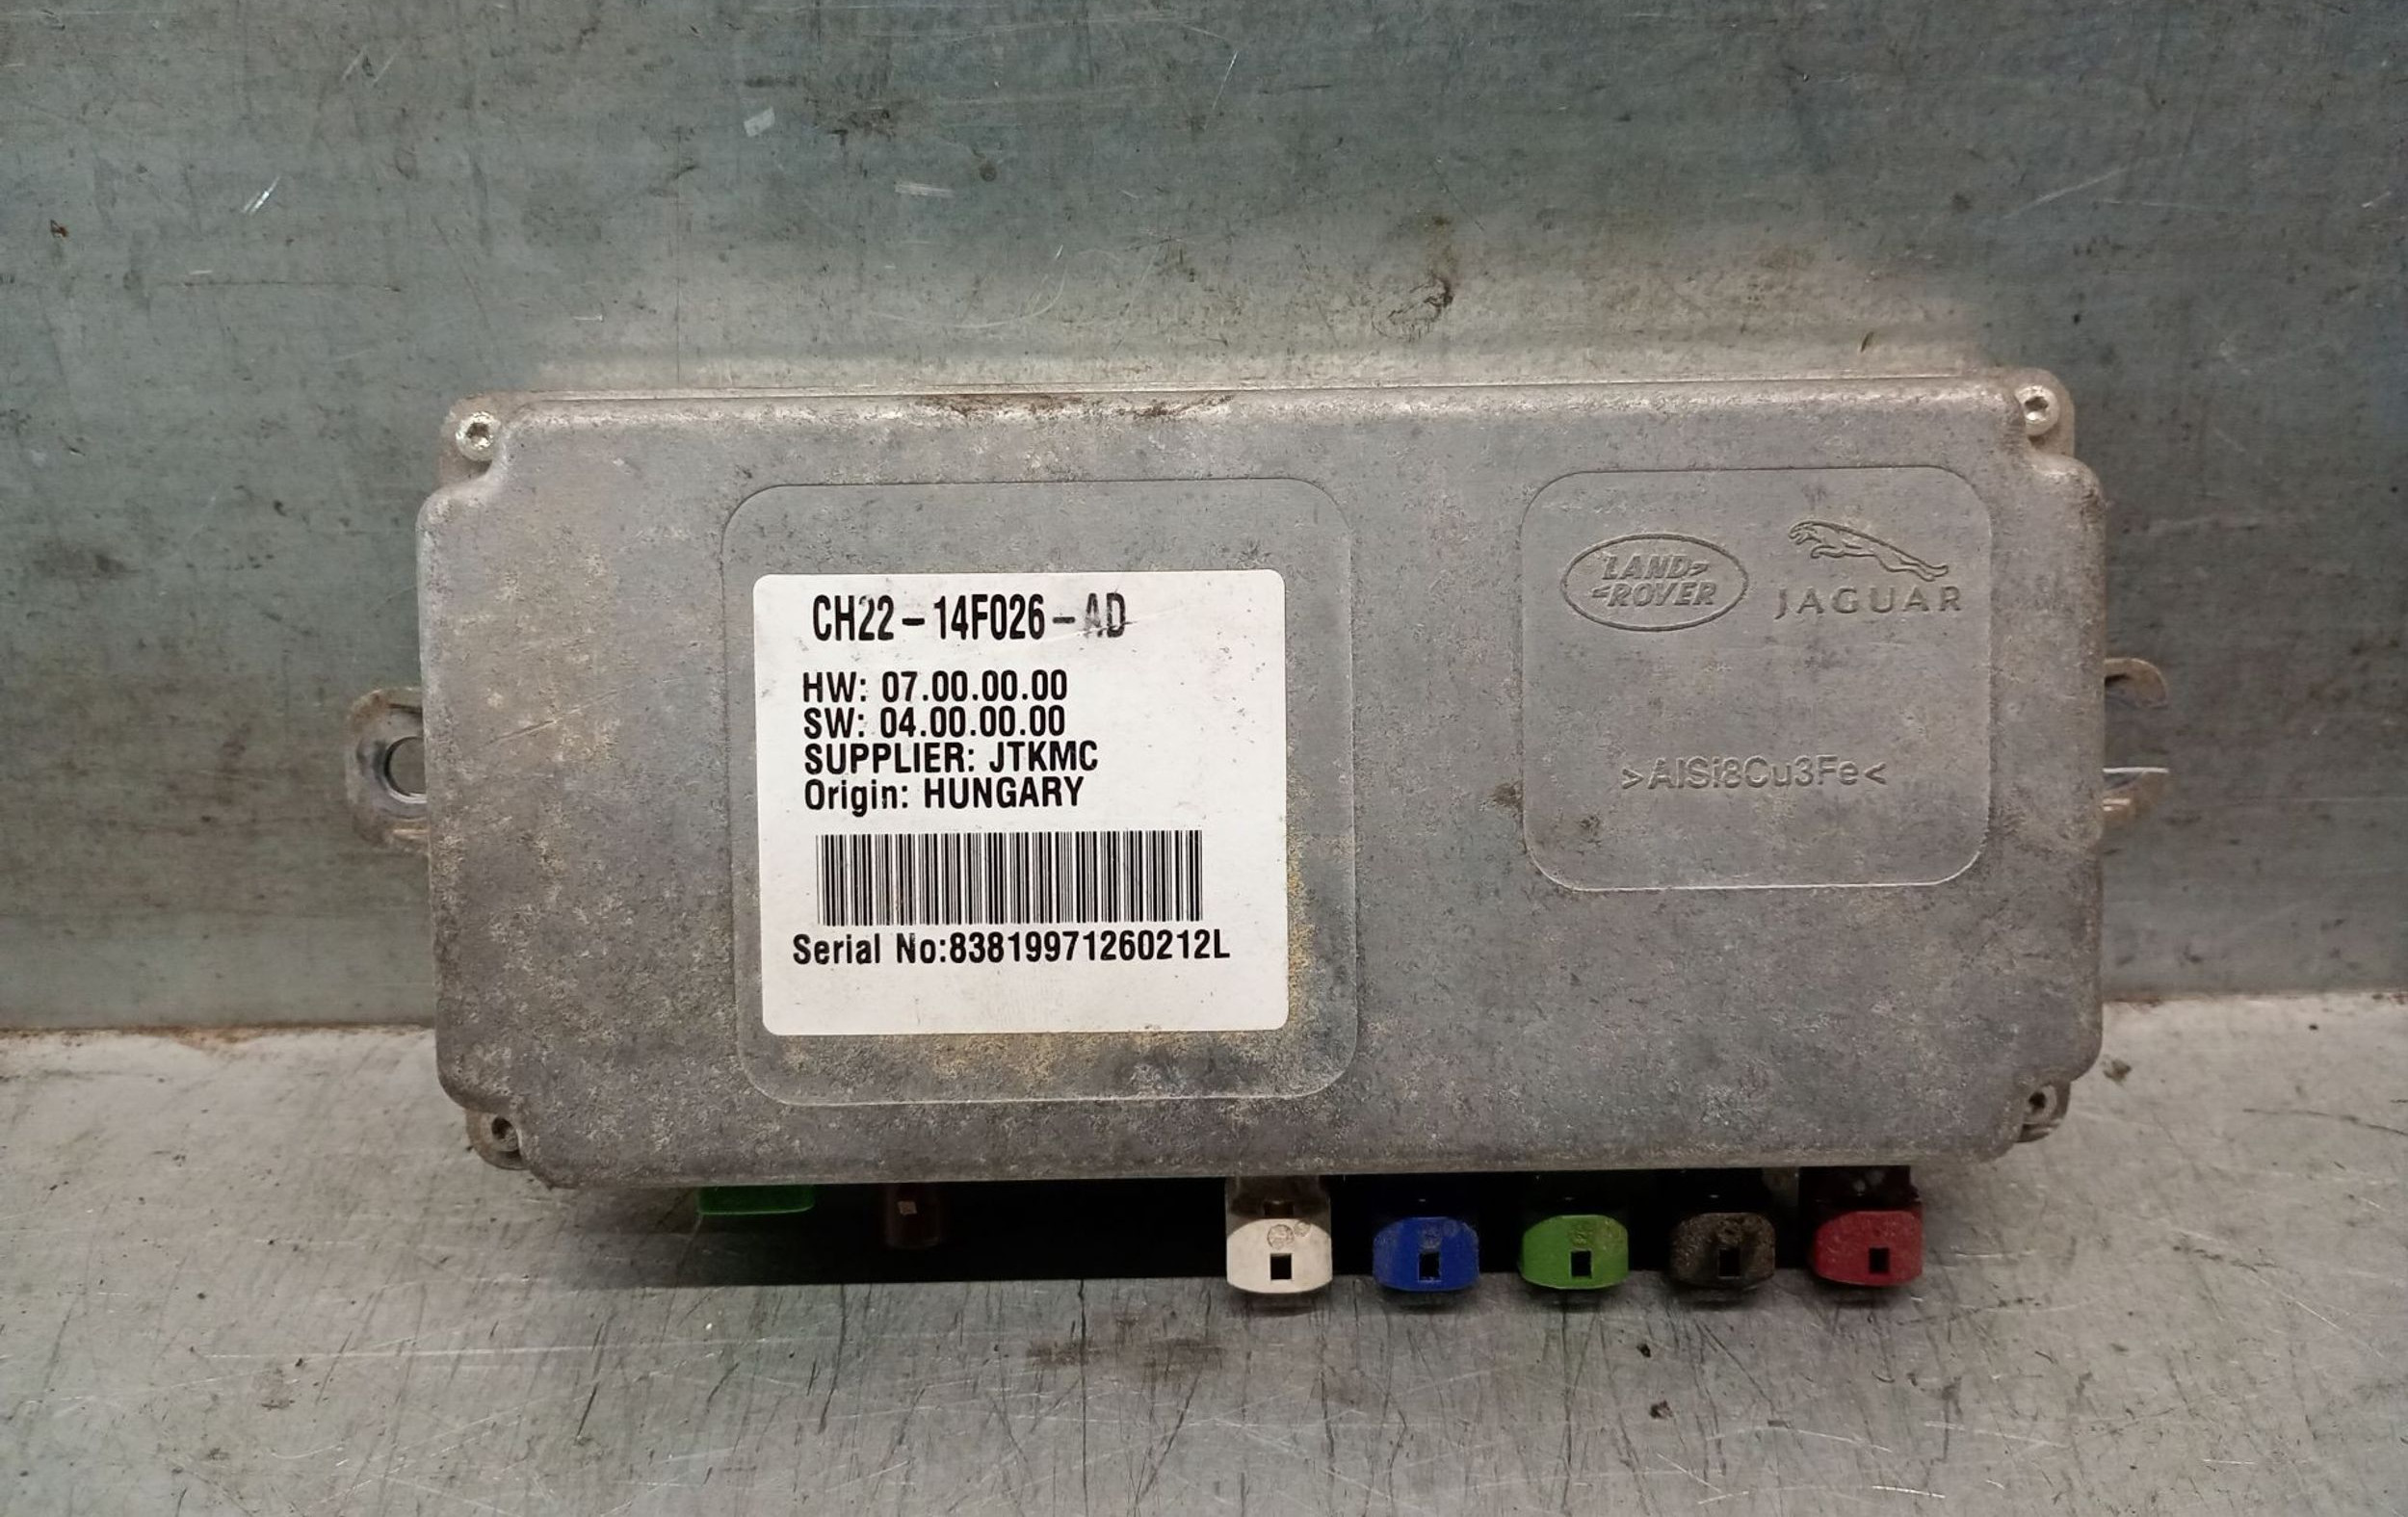 CH22-14F026-AD
HW: 07.00.00.00
SW: 04.00.00.00
SUPPLIER: JTKMC
Origin: HUNGARY
Serial No:83819971260212L
LAND-
-ROVER
JAGUAR
>AlSi8Cu3Fe<